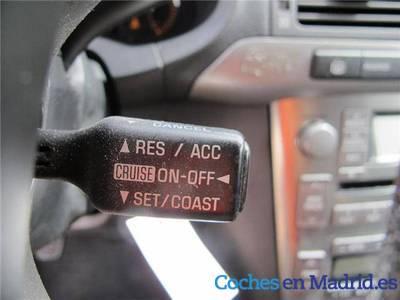 CANCEL
▲ RES / ACC
CRUISE ON-OFF ◄
▼ SET/COAST
Coches en Madrid.es